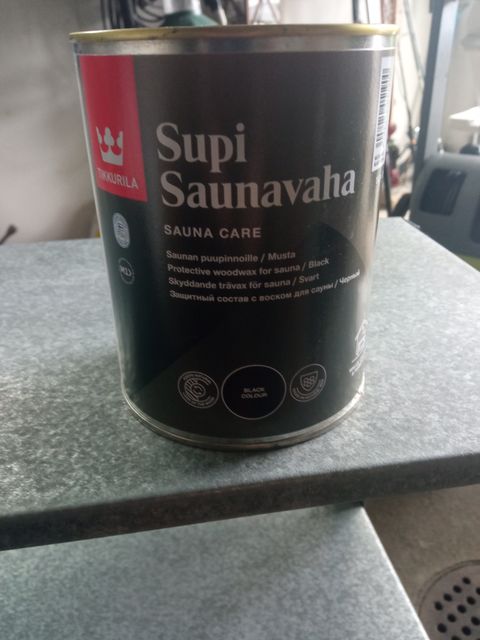 TIKKURILA
Supi
Saunavaha
SAUNA CARE
Saunan puupinnoille / Musta
Protective woodwax for sauna / Black
Skyddande trävax för sauna / Svart
Защитный состав с воском для сауны / Черный
M1
BLACK
COLOUR